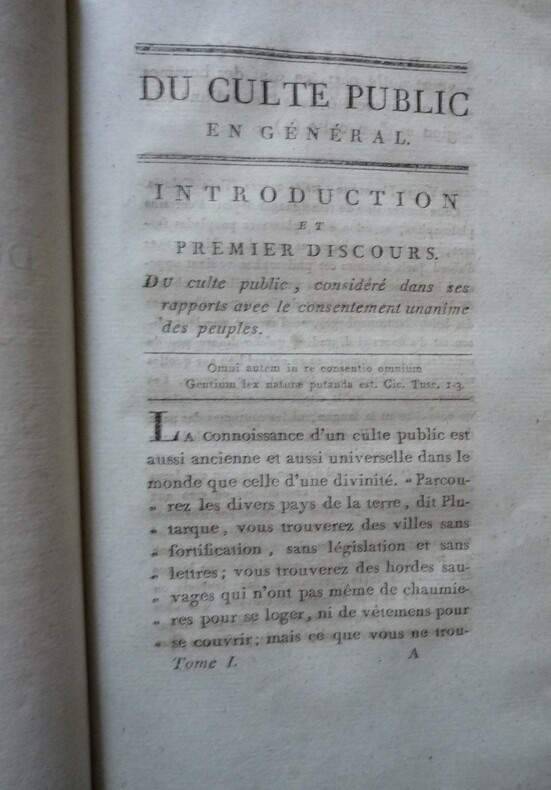 DU CULTE PUBLIC
EN GÉNÉRAL.
INTRODUCTION
ET
PREMIER DISCOURS.
DU culte public, considéré dans ses
rapports avec le consentement unanime
des peuples.
Omni autem in re consentio omnium
Gentium lex naturæ putanda est. Cic. Tusc. 1-3.
LA connoissance d'un culte public est
aussi ancienne et aussi universelle dans le
monde que celle d'une divinité. « Parcou-
« rez les divers pays de la terre, dit Plu-
« tarque, vous trouverez des villes sans
« fortification, sans législation et sans
« lettres; vous trouverez des hordes sau-
« vages qui n'ont pas même de chaumie-
« res pour se loger, ni de vêtemens pour
« se couvrir; mais ce que vous ne trou-
Tome I. A